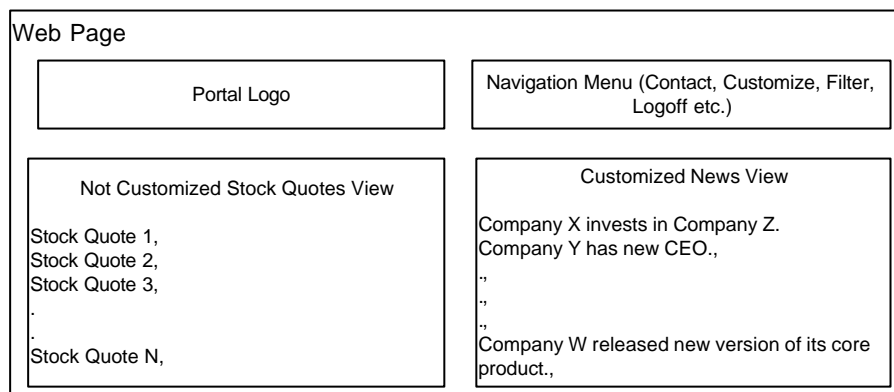 Web Page
Portal Logo
Navigation Menu (Contact, Customize, Filter,
Logoff etc.)
Not Customized Stock Quotes View
Stock Quote 1,
Stock Quote 2,
Stock Quote 3,
.
.
Stock Quote N,
Customized News View
Company X invests in Company Z.
Company Y has new CEO.,
.,
.,
.,
Company W released new version of its core
product.,